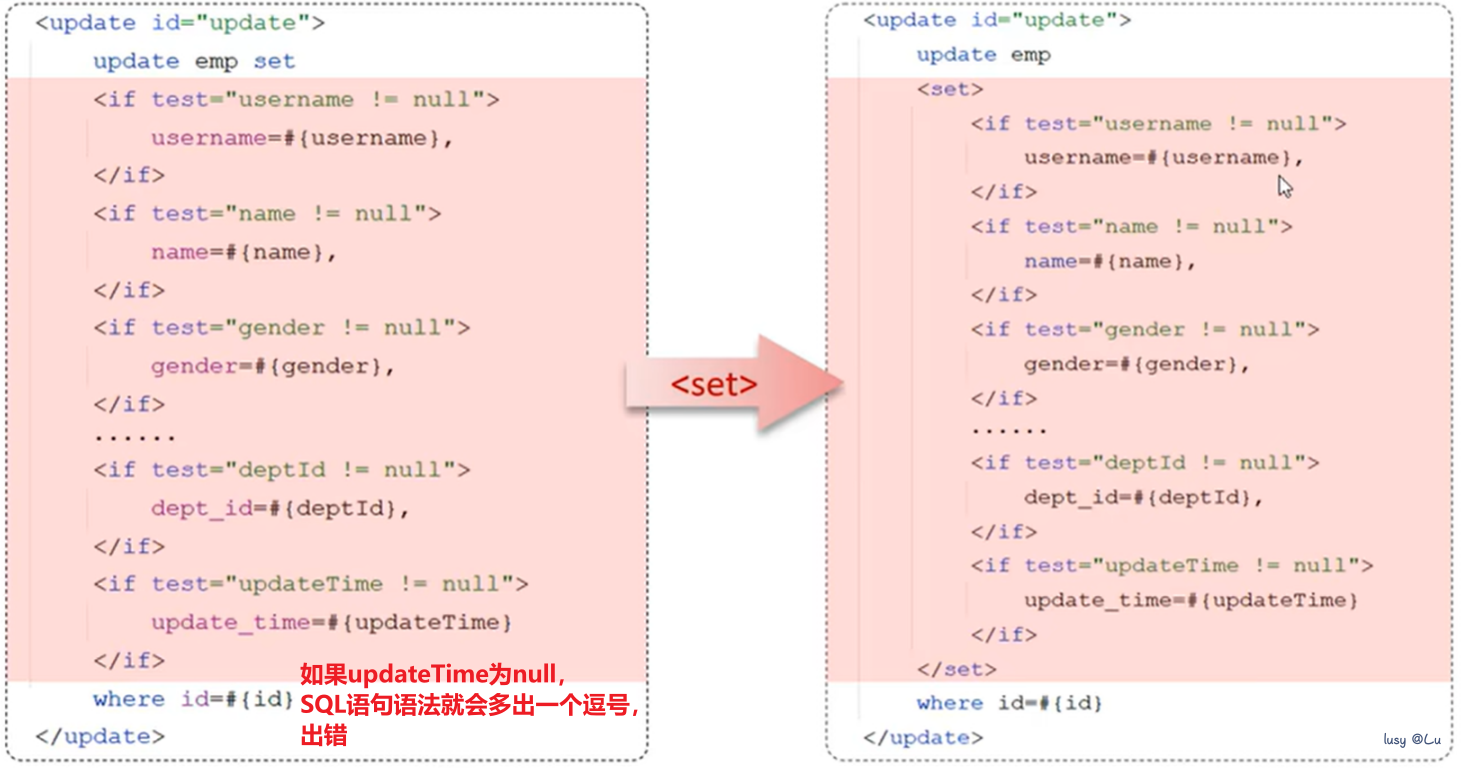 <update id="update">
update emp set
<if test="username != null">
username=#{username},
</if>
<if test="name != null">
name=#{name},
</if>
<if test="gender != null">
gender=#{gender},
</if>
......
<if test="deptId != null">
dept_id=#{deptId},
</if>
<if test="updateTime != null">
update_time=#{updateTime}
</if>
where id=#{id}
</update>
如果updateTime为null，
SQL语句语法就会多出一个逗号，
出错
<set>
<update id="update">
update emp
<set>
<if test="username != null">
username=#{username},
</if>
<if test="name != null">
name=#{name},
</if>
<if test="gender != null">
gender=#{gender},
</if>
......
<if test="deptId != null">
dept_id=#{deptId},
</if>
<if test="updateTime != null">
update_time=#{updateTime}
</if>
</set>
where id=#{id}
</update>
lusy @Lu